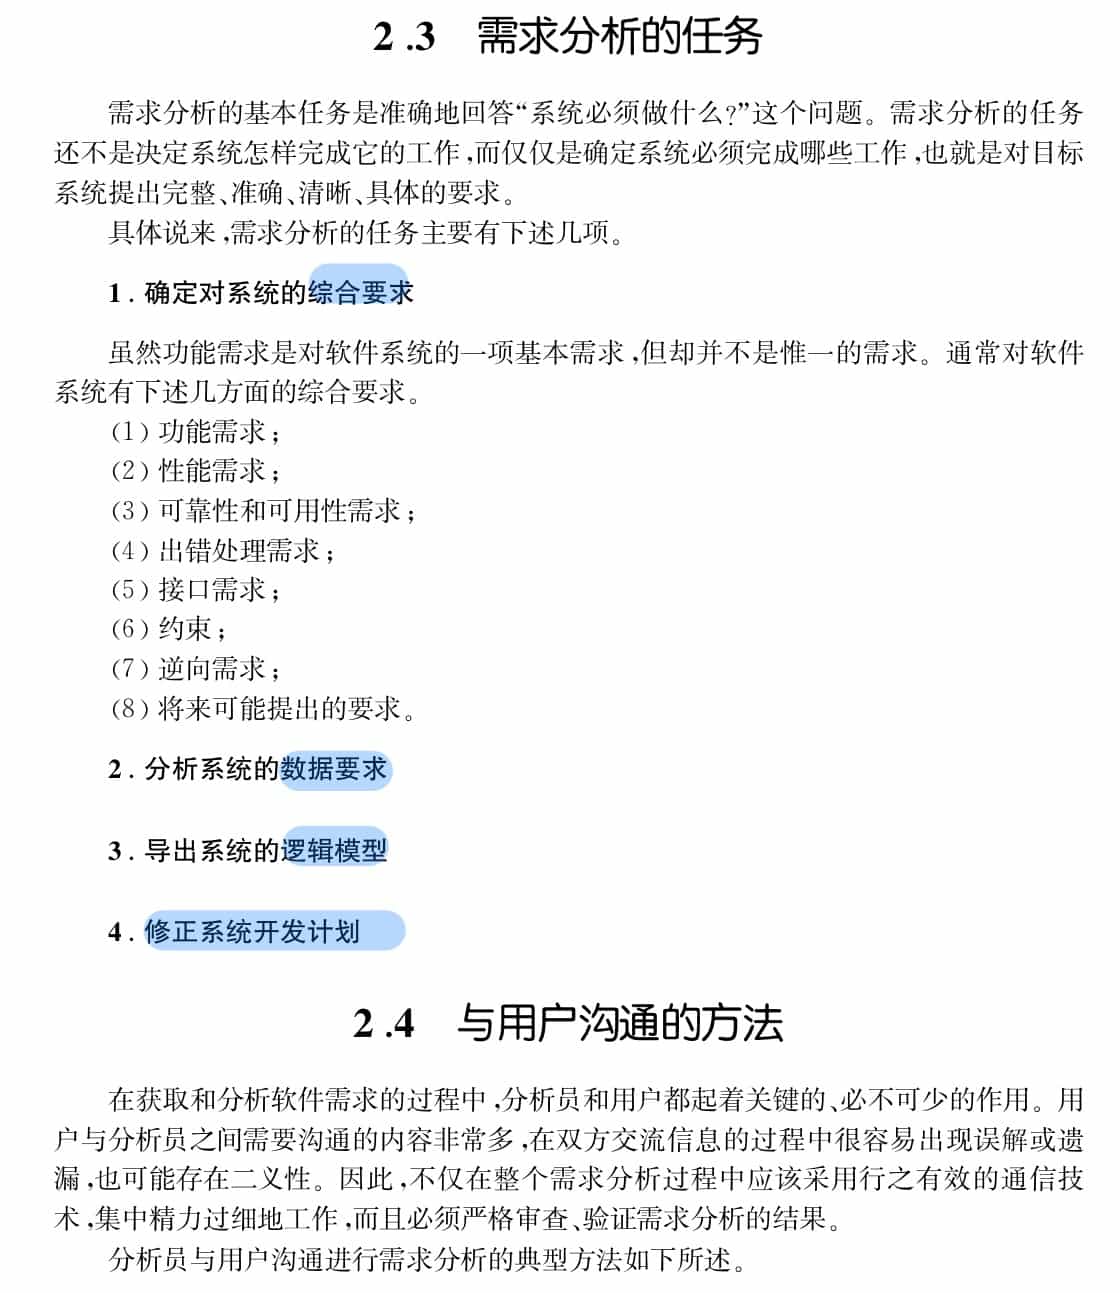 2.3 需求分析的任务
需求分析的基本任务是准确地回答“系统必须做什么?”这个问题。需求分析的任务
还不是决定系统怎样完成它的工作,而仅仅是确定系统必须完成哪些工作,也就是对目标
系统提出完整、准确、清晰、具体的要求。
具体说来,需求分析的任务主要有下述几项。
1. 确定对系统的综合要求
虽然功能需求是对软件系统的一项基本需求,但却并不是惟一的需求。通常对软件
系统有下述几方面的综合要求。
(1) 功能需求;
(2) 性能需求;
(3) 可靠性和可用性需求;
(4) 出错处理需求;
(5) 接口需求;
(6) 约束;
(7) 逆向需求;
(8) 将来可能提出的要求。
2. 分析系统的数据要求
3. 导出系统的逻辑模型
4. 修正系统开发计划
2.4 与用户沟通的方法
在获取和分析软件需求的过程中,分析员和用户都起着关键的、必不可少的作用。用
户与分析员之间需要沟通的内容非常多,在双方交流信息的过程中很容易出现误解或遗
漏,也可能存在二义性。因此,不仅在整个需求分析过程中应该采用行之有效的通信技
术,集中精力过细地工作,而且必须严格审查、验证需求分析的结果。
分析员与用户沟通进行需求分析的典型方法如下所述。